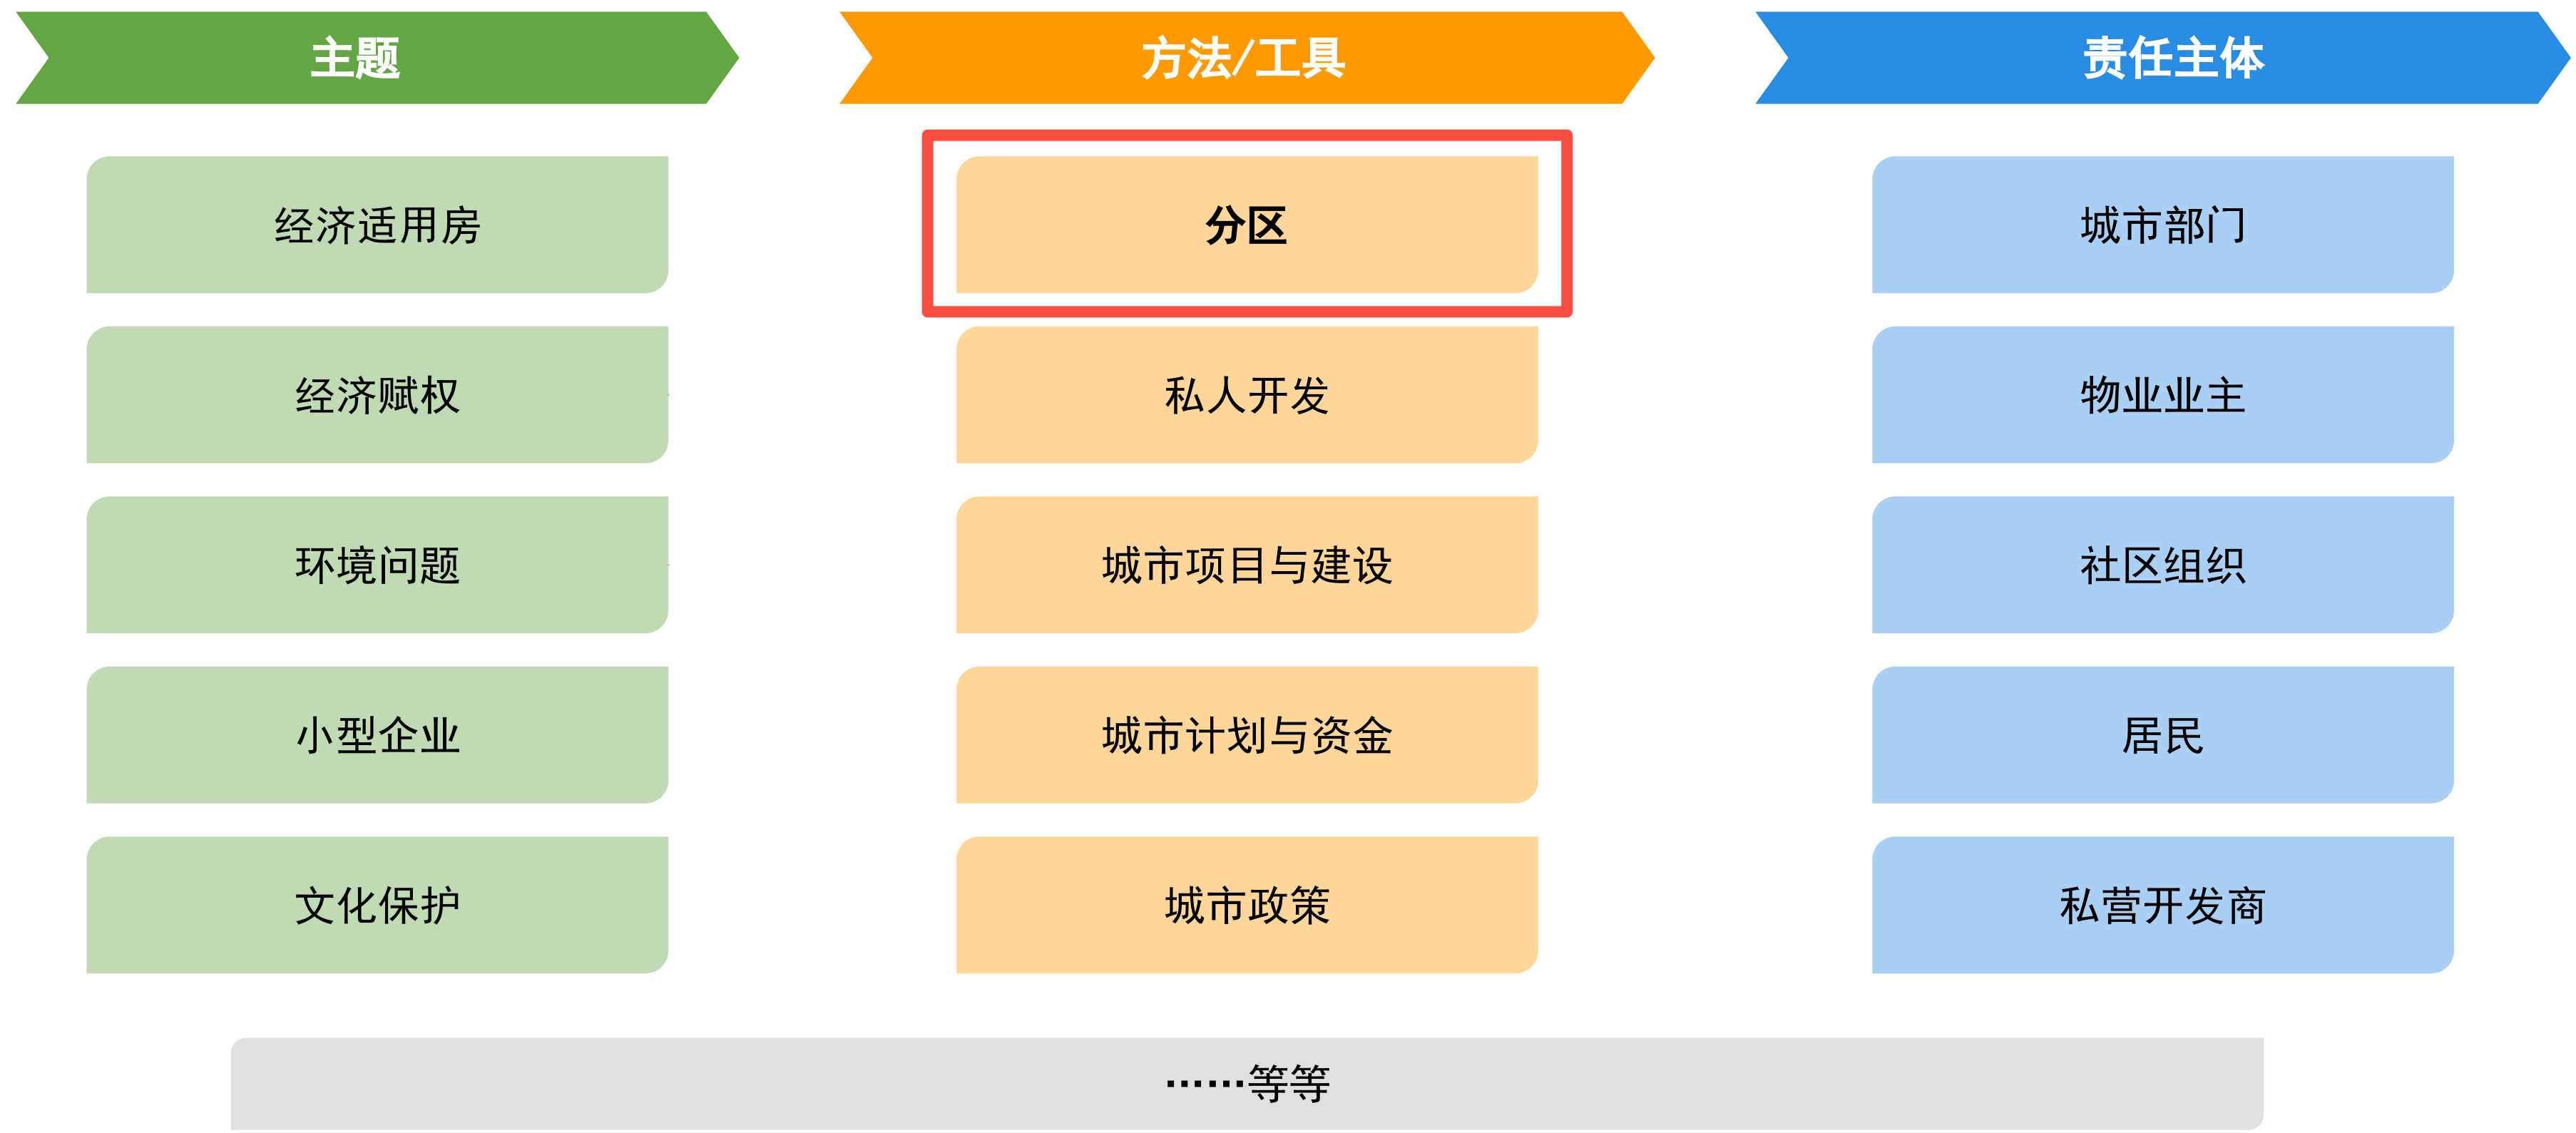 主题
方法/工具
责任主体
经济适用房
分区
城市部门
经济赋权
私人开发
物业业主
环境问题
城市项目与建设
社区组织
小型企业
城市计划与资金
居民
文化保护
城市政策
私营开发商
……等等